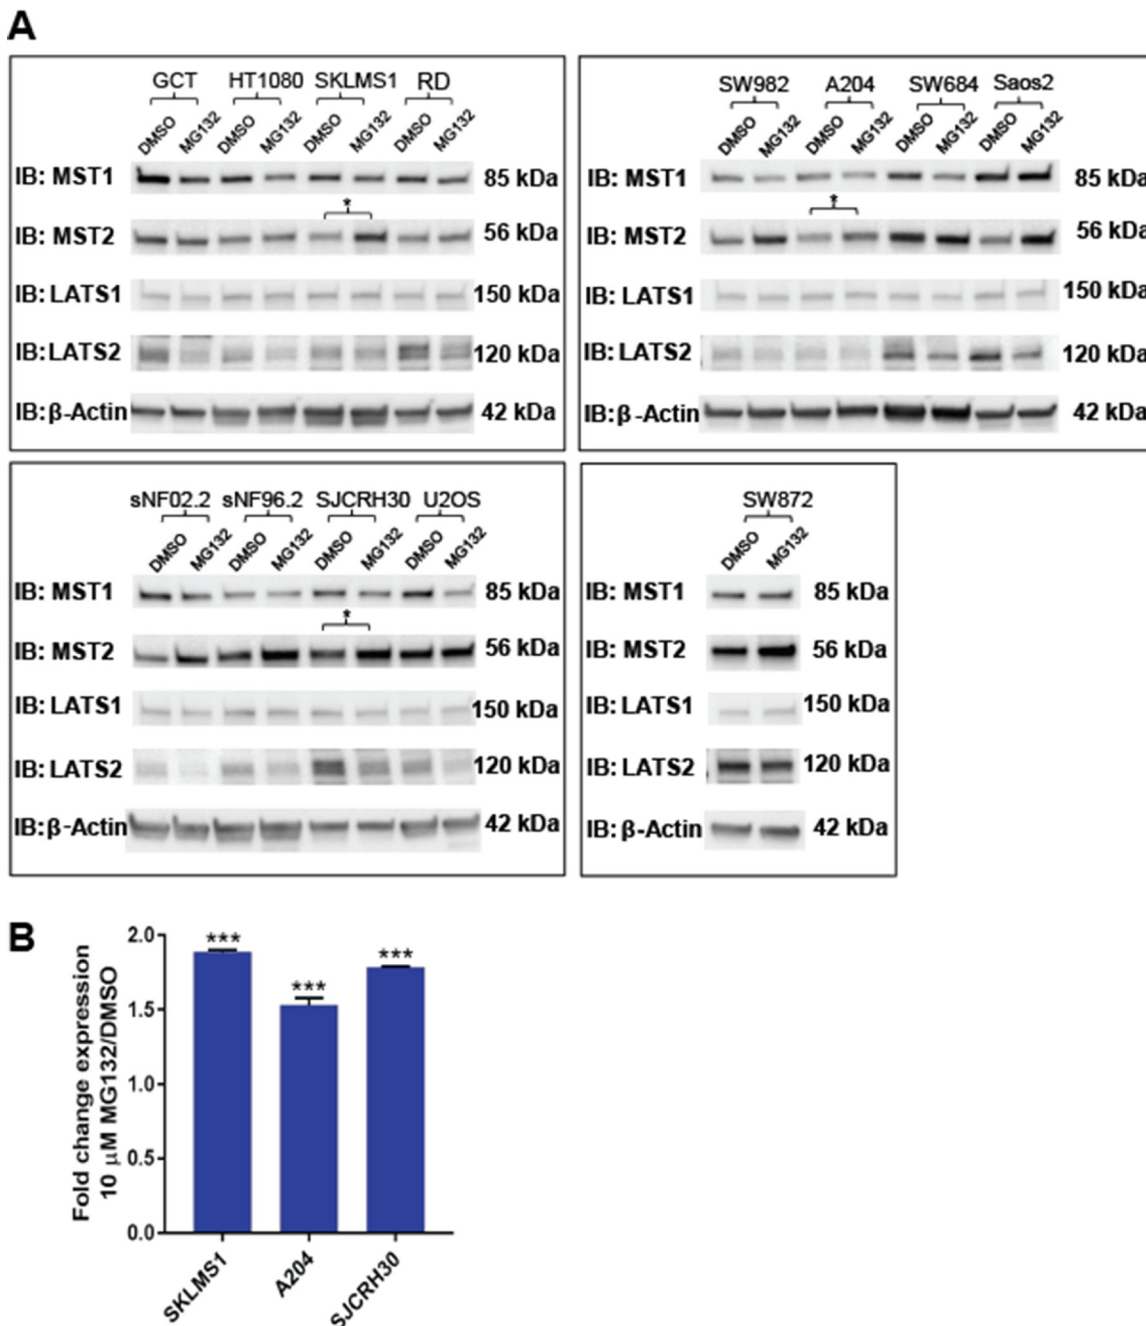 A
GCT HT1080 SKLMS1 RD
DMSO MG132 DMSO MG132 DMSO MG132 DMSO MG132
IB: MST1 85 kDa
*
IB: MST2 56 kDa
IB: LATS1 150 kDa
IB: LATS2 120 kDa
IB: β-Actin 42 kDa
SW982 A204 SW684 Saos2
DMSO MG132 DMSO MG132 DMSO MG132 DMSO MG132
IB: MST1 85 kDa
*
IB: MST2 56 kDa
IB: LATS1 150 kDa
IB: LATS2 120 kDa
IB: β-Actin 42 kDa
sNF02.2 sNF96.2 SJCRH30 U2OS
DMSO MG132 DMSO MG132 DMSO MG132 DMSO MG132
IB: MST1 85 kDa
*
IB: MST2 56 kDa
IB: LATS1 150 kDa
IB: LATS2 120 kDa
IB: β-Actin 42 kDa
SW872
DMSO MG132
IB: MST1 85 kDa
IB: MST2 56 kDa
IB: LATS1 150 kDa
IB: LATS2 120 kDa
IB: β-Actin 42 kDa
B
Fold change expression
10 μM MG132/DMSO
2.0
1.5
1.0
0.5
0.0
*** *** ***
SKLMS1 A204 SJCRH30